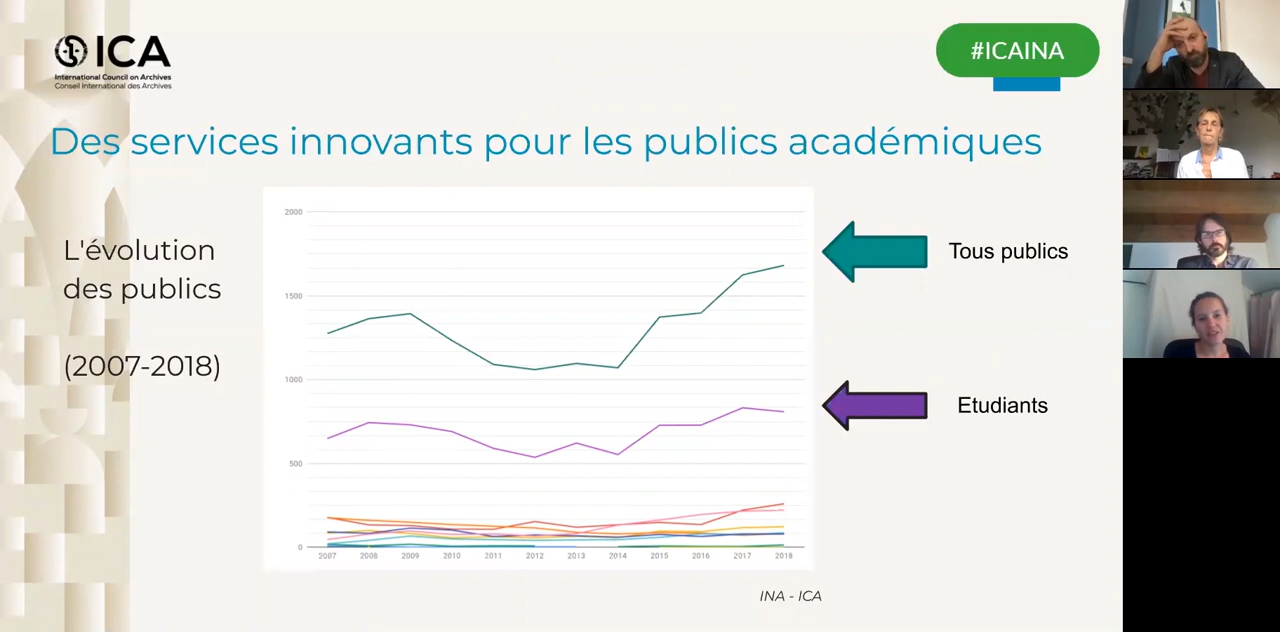 ICA
International Council on Archives
Conseil International des Archives
#ICAINA
Des services innovants pour les publics académiques
L'évolution
des publics
(2007-2018)
2000
1500
1000
500
0
2007 2008 2009 2010 2011 2012 2013 2014 2015 2016 2017 2018
Tous publics
Etudiants
INA - ICA